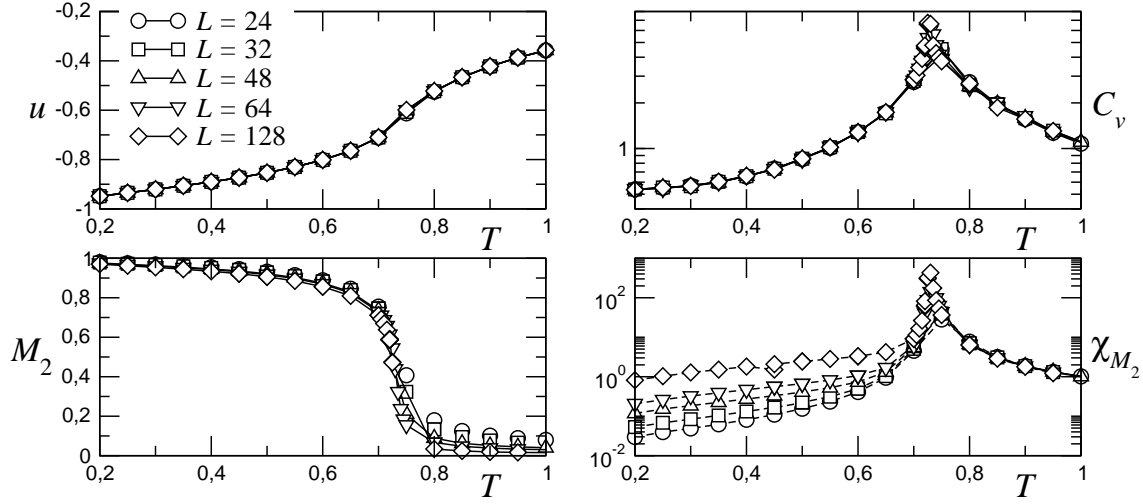 -0,2
-0,4
-0,6
-0,8
-1
u
L = 24
L = 32
L = 48
L = 64
L = 128
0,2 0,4 0,6 0,8 1
T
1
C_v
0,2 0,4 0,6 0,8 1
T
1
0,8
0,6
0,4
0,2
0
M_2
0,2 0,4 0,6 0,8 1
T
10^2
10^0
10^-2
χ_M_2
0,2 0,4 0,6 0,8 1
T